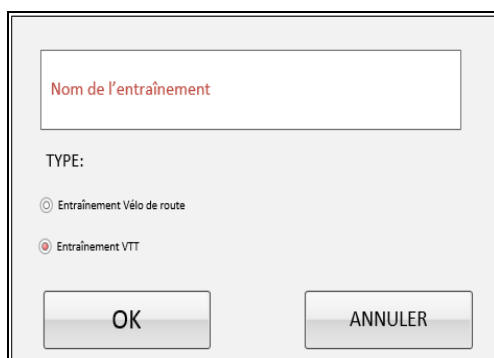 Nom de l'entraînement
TYPE:
Entraînement Vélo de route
Entraînement VTT
OK
ANNULER